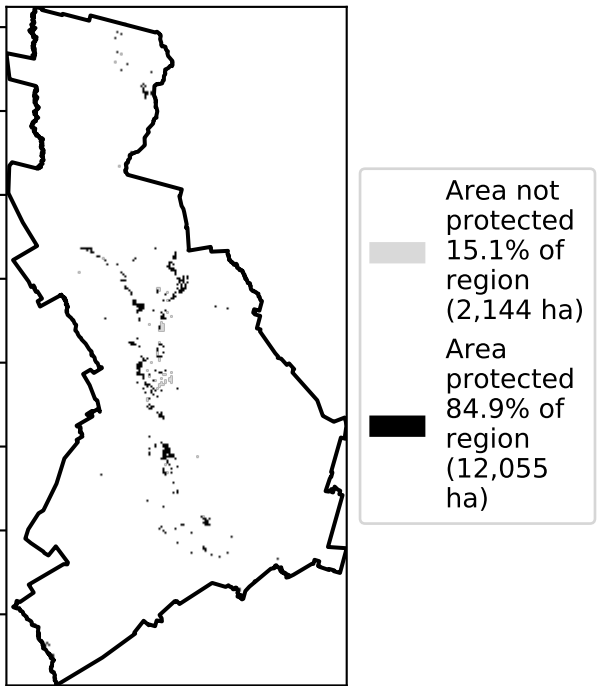 Area not
protected
15.1% of
region
(2,144 ha)
Area
protected
84.9% of
region
(12,055
ha)